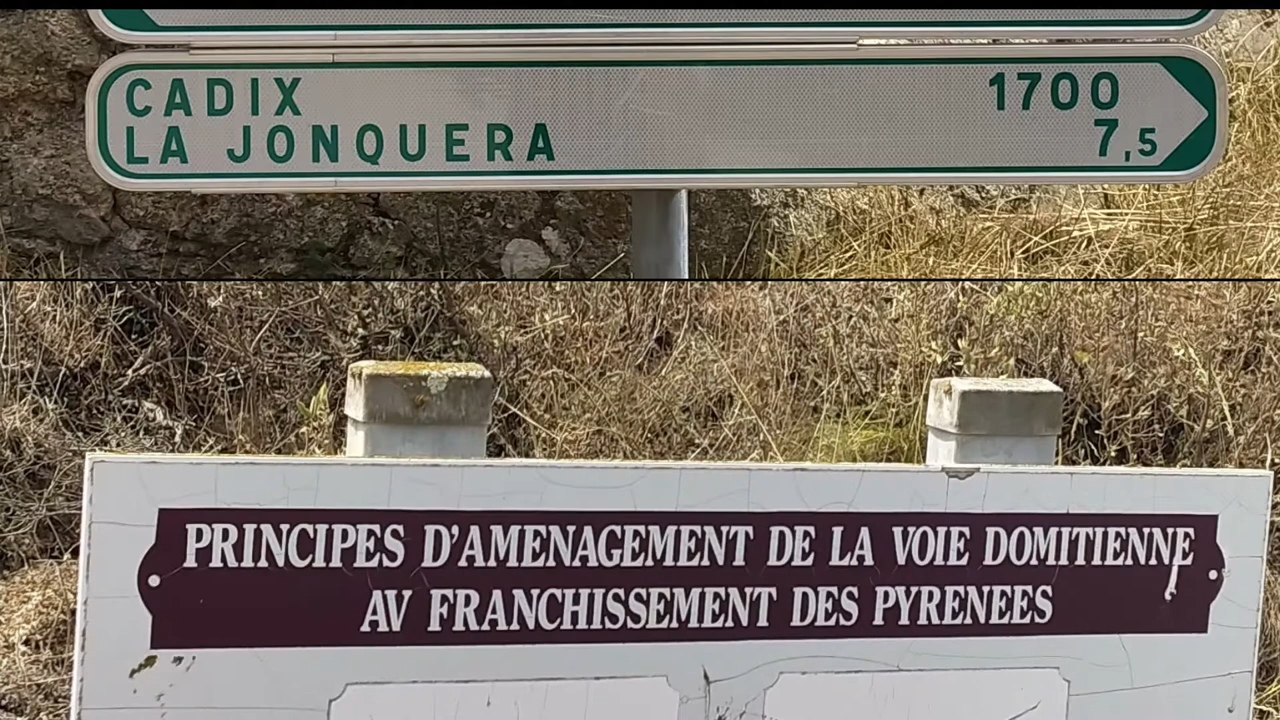 CADIX 1700
LA JONQUERA 7,5
PRINCIPES D'AMENAGEMENT DE LA VOIE DOMITIENNE
AV FRANCHISSEMENT DES PYRENEES